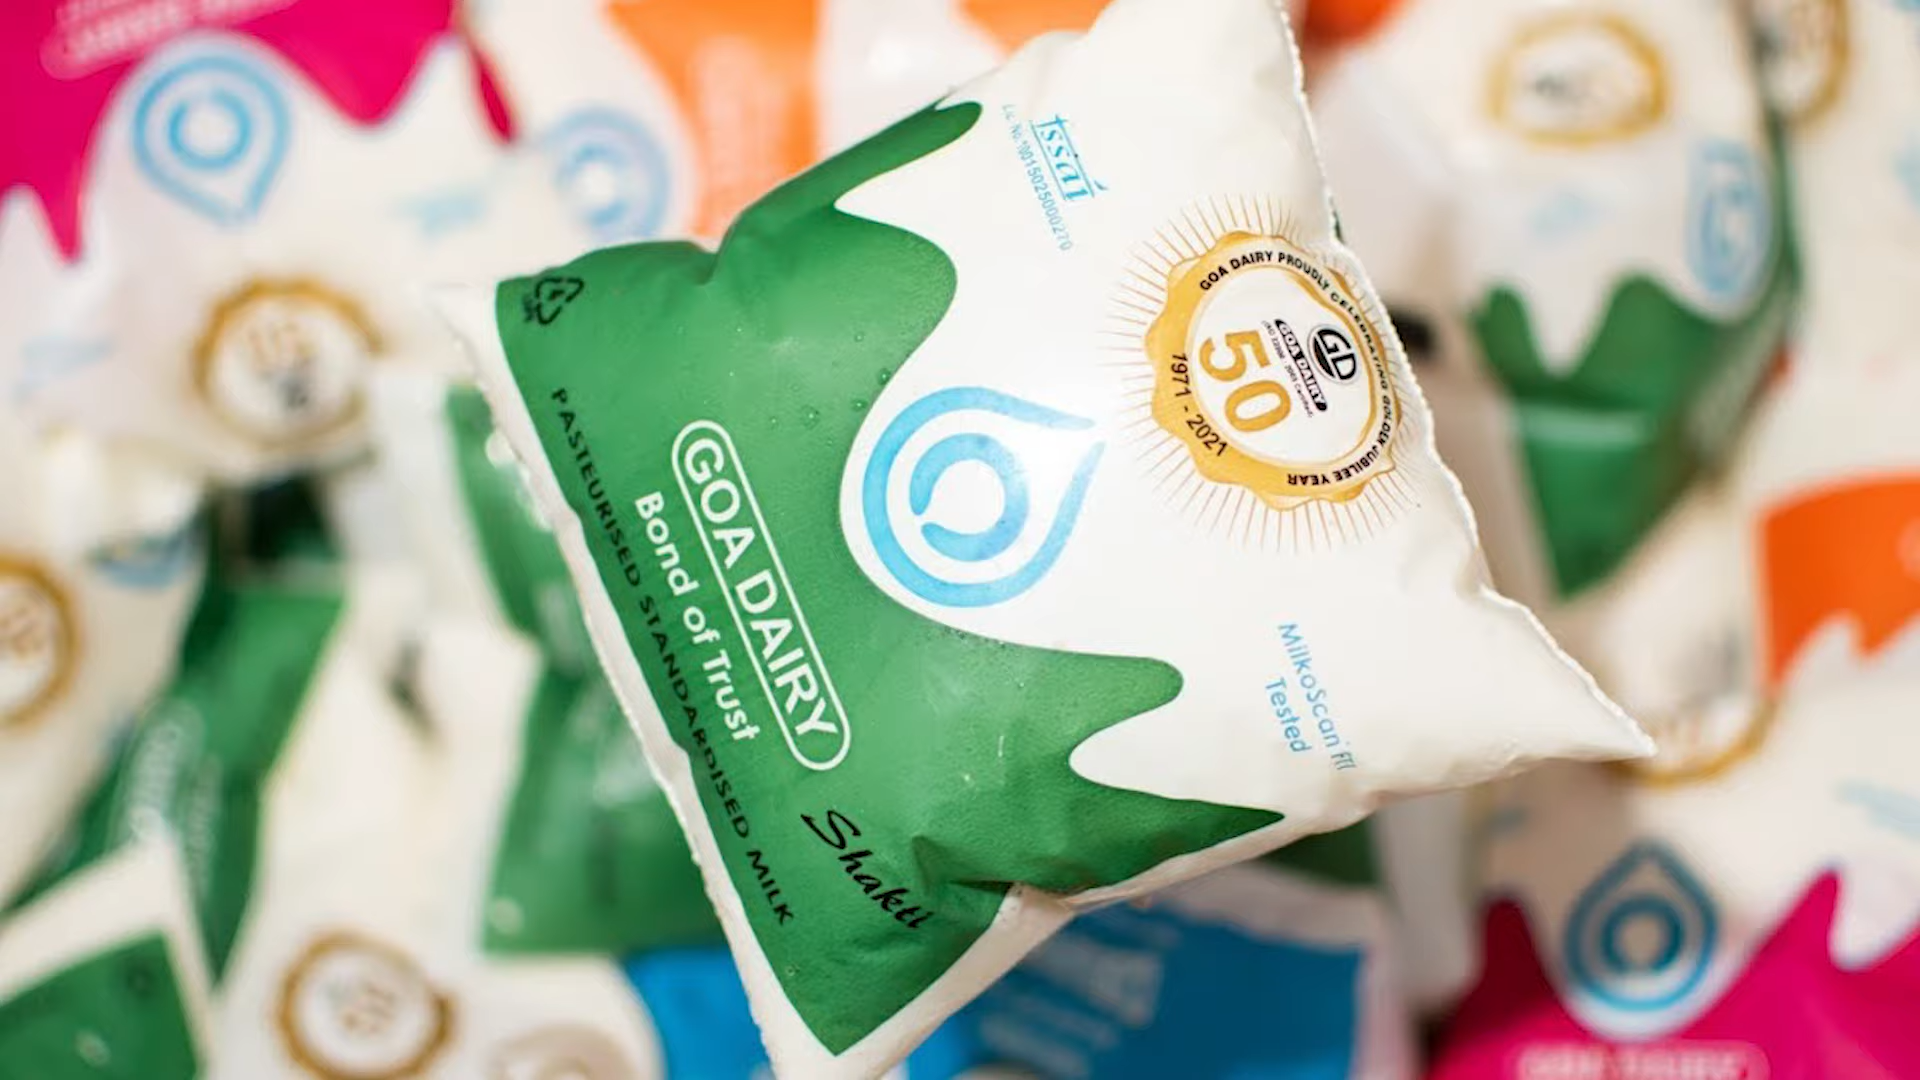 fssai
Lic. No. 10015025000270
GOA DAIRY PROUDLY CELEBRATING GOLDEN JUBILEE YEAR
GD
GOA DAIRY
50
1971 - 2021
GOA DAIRY
Bond of Trust
PASTEURISED STANDARDISED MILK
Shakti
MilkoScan
Tested